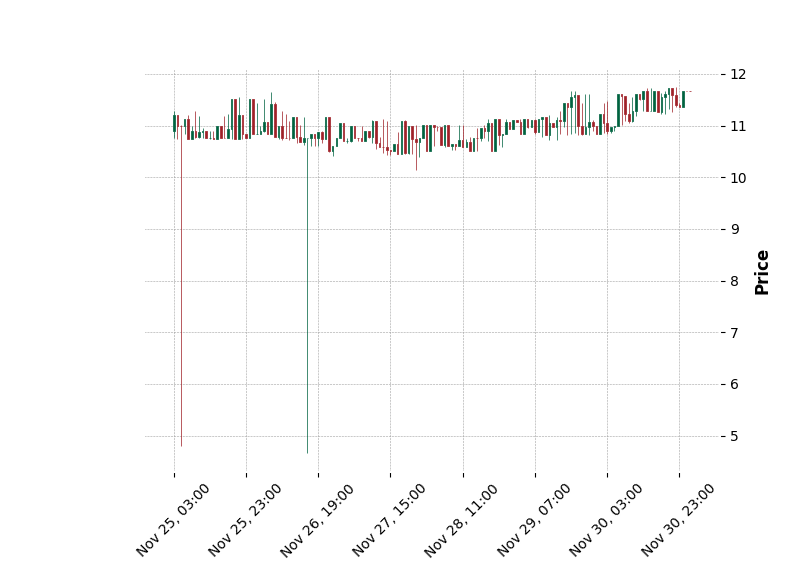 12
11
10
9
8
7
6
5
Price
Nov 25, 03:00
Nov 25, 23:00
Nov 26, 19:00
Nov 27, 15:00
Nov 28, 11:00
Nov 29, 07:00
Nov 30, 03:00
Nov 30, 23:00